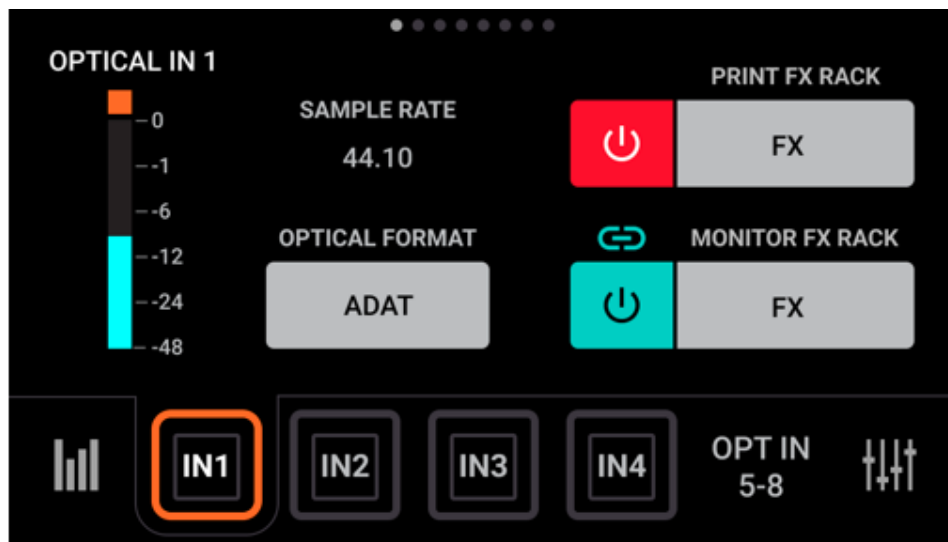 OPTICAL IN 1
0
-1
-6
-12
-24
-48
SAMPLE RATE
44.10
OPTICAL FORMAT
ADAT
PRINT FX RACK
FX
MONITOR FX RACK
FX
IN1
IN2
IN3
IN4
OPT IN
5-8